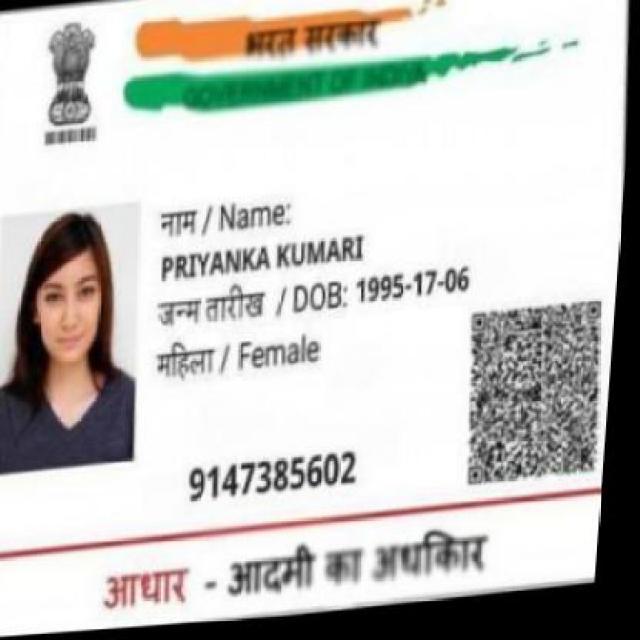 भारत सरकार
GOVERNMENT OF INDIA
नाम / Name:
PRIYANKA KUMARI
जन्म तारीख / DOB: 1995-17-06
महिला / Female
9147385602
आधार - आदमी का अधिकार